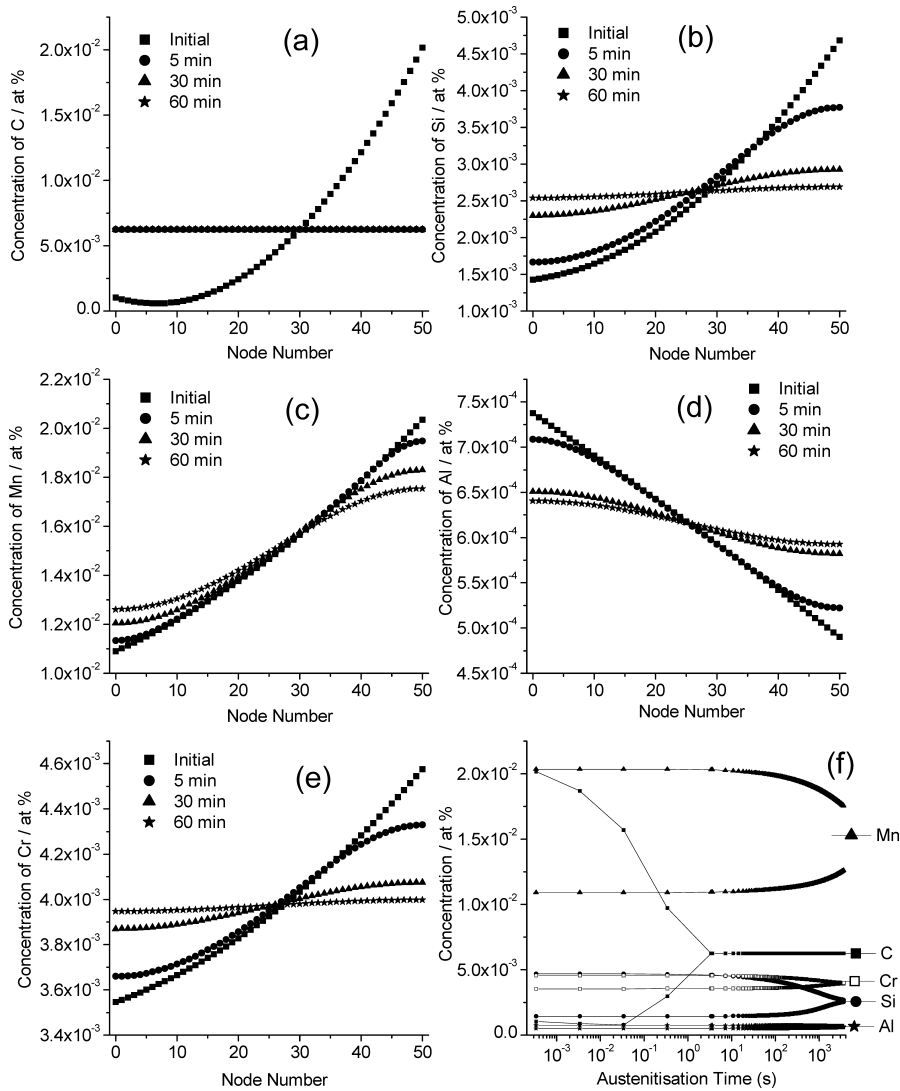 (a)
Initial
5 min
30 min
60 min
2.0x10⁻²
1.5x10⁻²
1.0x10⁻²
5.0x10⁻³
0.0
Concentration of C / at %
0 10 20 30 40 50
Node Number
(b)
Initial
5 min
30 min
60 min
5.0x10⁻³
4.5x10⁻³
4.0x10⁻³
3.5x10⁻³
3.0x10⁻³
2.5x10⁻³
2.0x10⁻³
1.5x10⁻³
1.0x10⁻³
Concentration of Si / at %
0 10 20 30 40 50
Node Number
(c)
Initial
5 min
30 min
60 min
2.2x10⁻²
2.0x10⁻²
1.8x10⁻²
1.6x10⁻²
1.4x10⁻²
1.2x10⁻²
1.0x10⁻²
Concentration of Mn / at %
0 10 20 30 40 50
Node Number
(d)
Initial
5 min
30 min
60 min
7.5x10⁻⁴
7.0x10⁻⁴
6.5x10⁻⁴
6.0x10⁻⁴
5.5x10⁻⁴
5.0x10⁻⁴
4.5x10⁻⁴
Concentration of Al / at %
0 10 20 30 40 50
Node Number
(e)
Initial
5 min
30 min
60 min
4.6x10⁻³
4.4x10⁻³
4.2x10⁻³
4.0x10⁻³
3.8x10⁻³
3.6x10⁻³
3.4x10⁻³
Concentration of Cr / at %
0 10 20 30 40 50
Node Number
(f)
2.0x10⁻²
1.5x10⁻²
1.0x10⁻²
5.0x10⁻³
0.0
Concentration / at %
Mn
C
Cr
Si
Al
10⁻³ 10⁻² 10⁻¹ 10⁰ 10¹ 10² 10³
Austenitisation Time (s)